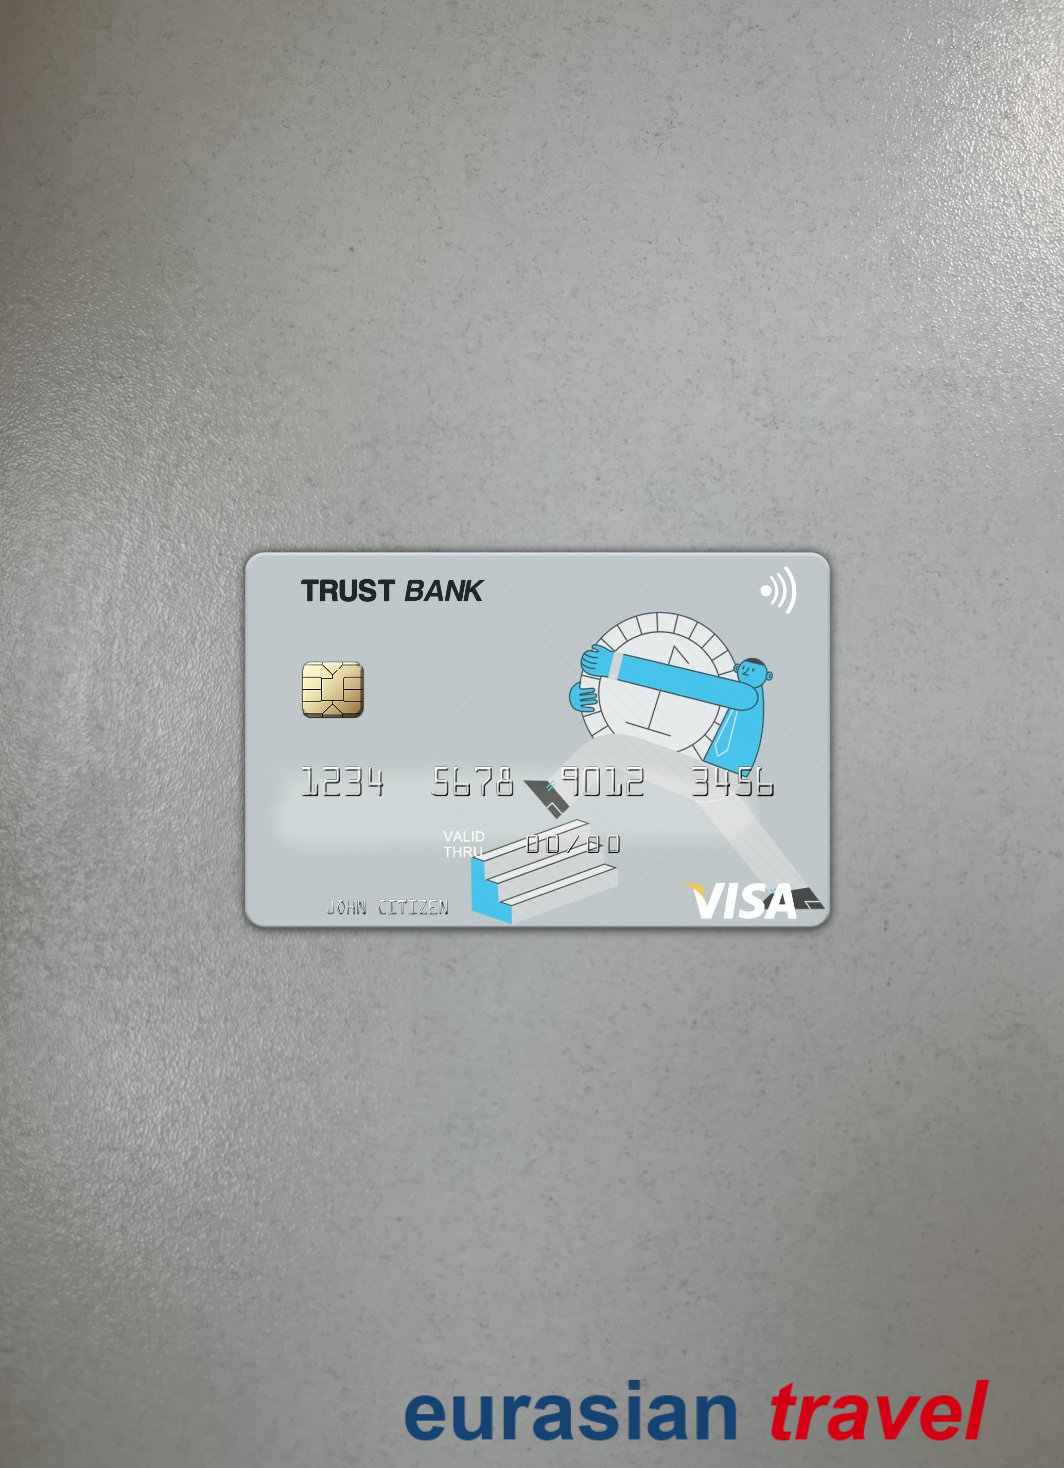 TRUST BANK
1234 5678 9012 3456
VALID
THRU
00/00
JOHN CITIZEN
VISA
eurasian travel